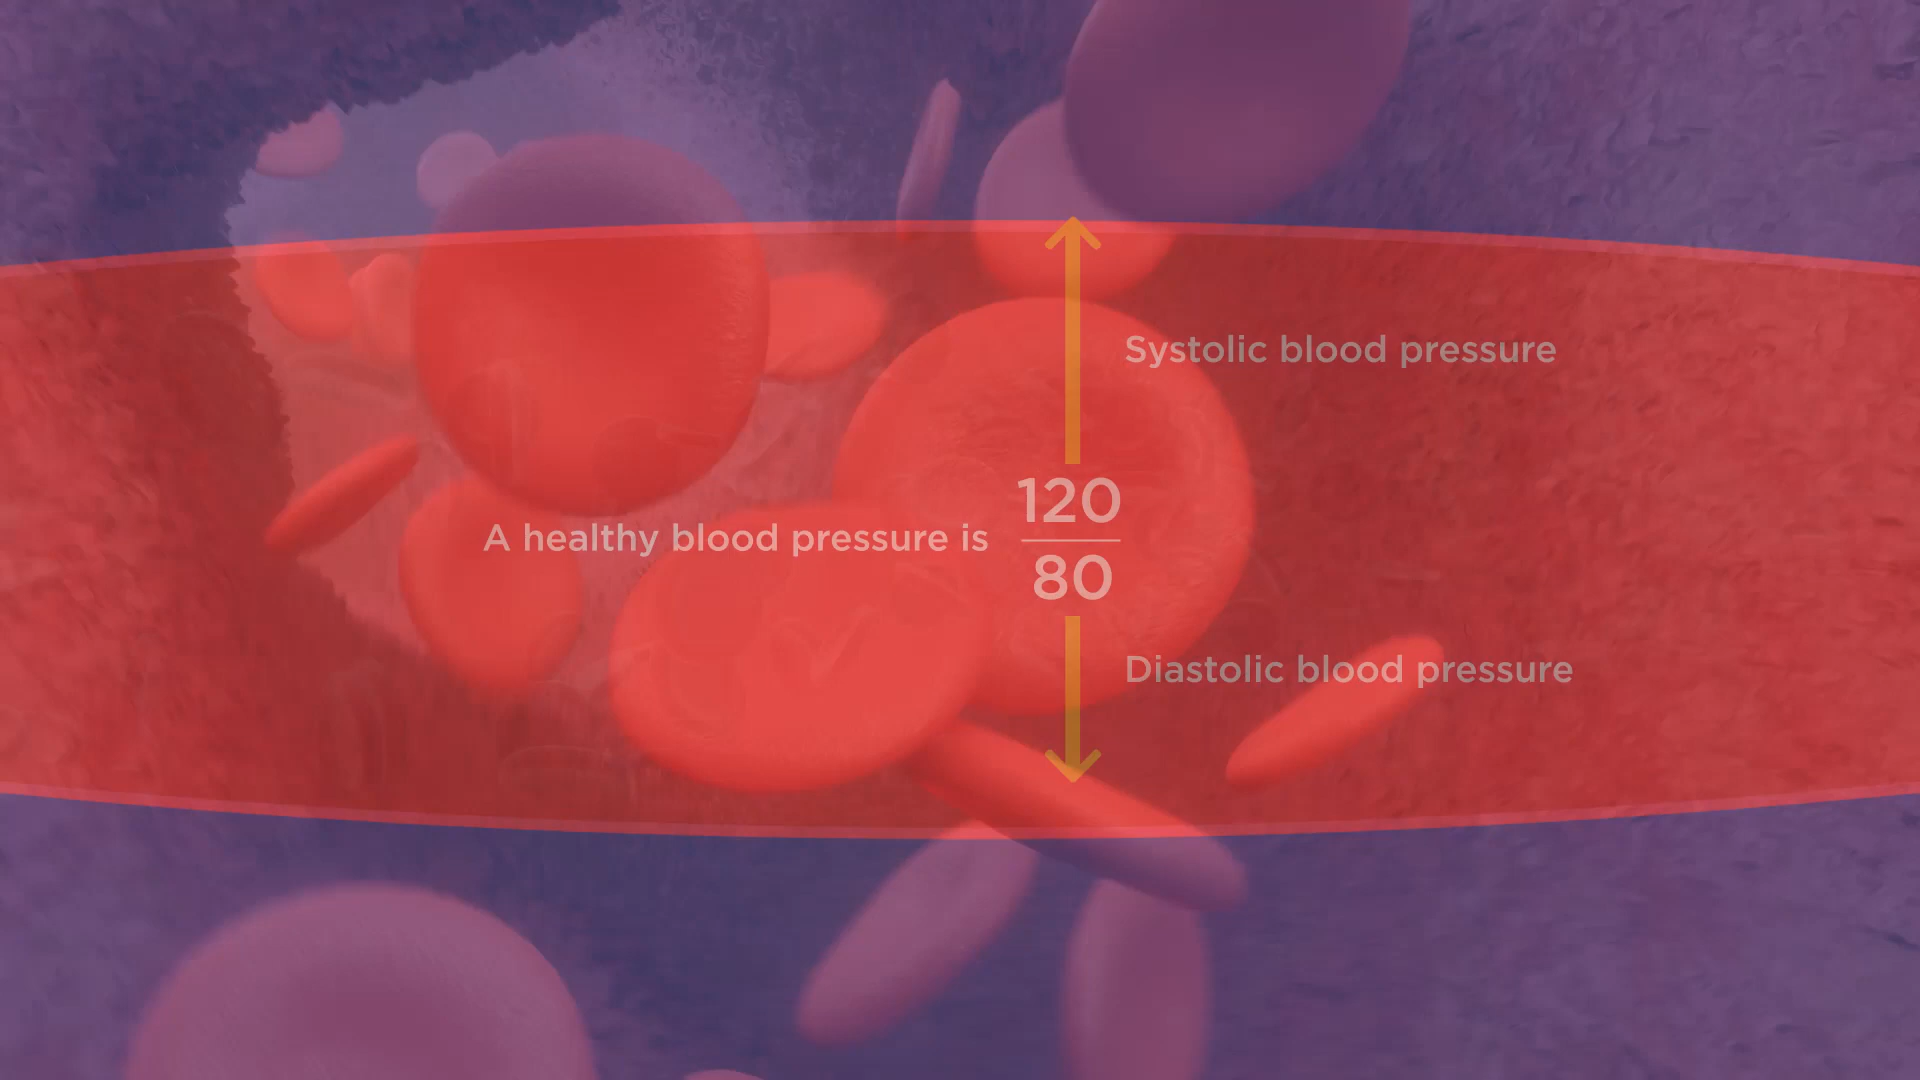 Systolic blood pressure
A healthy blood pressure is
120
80
Diastolic blood pressure